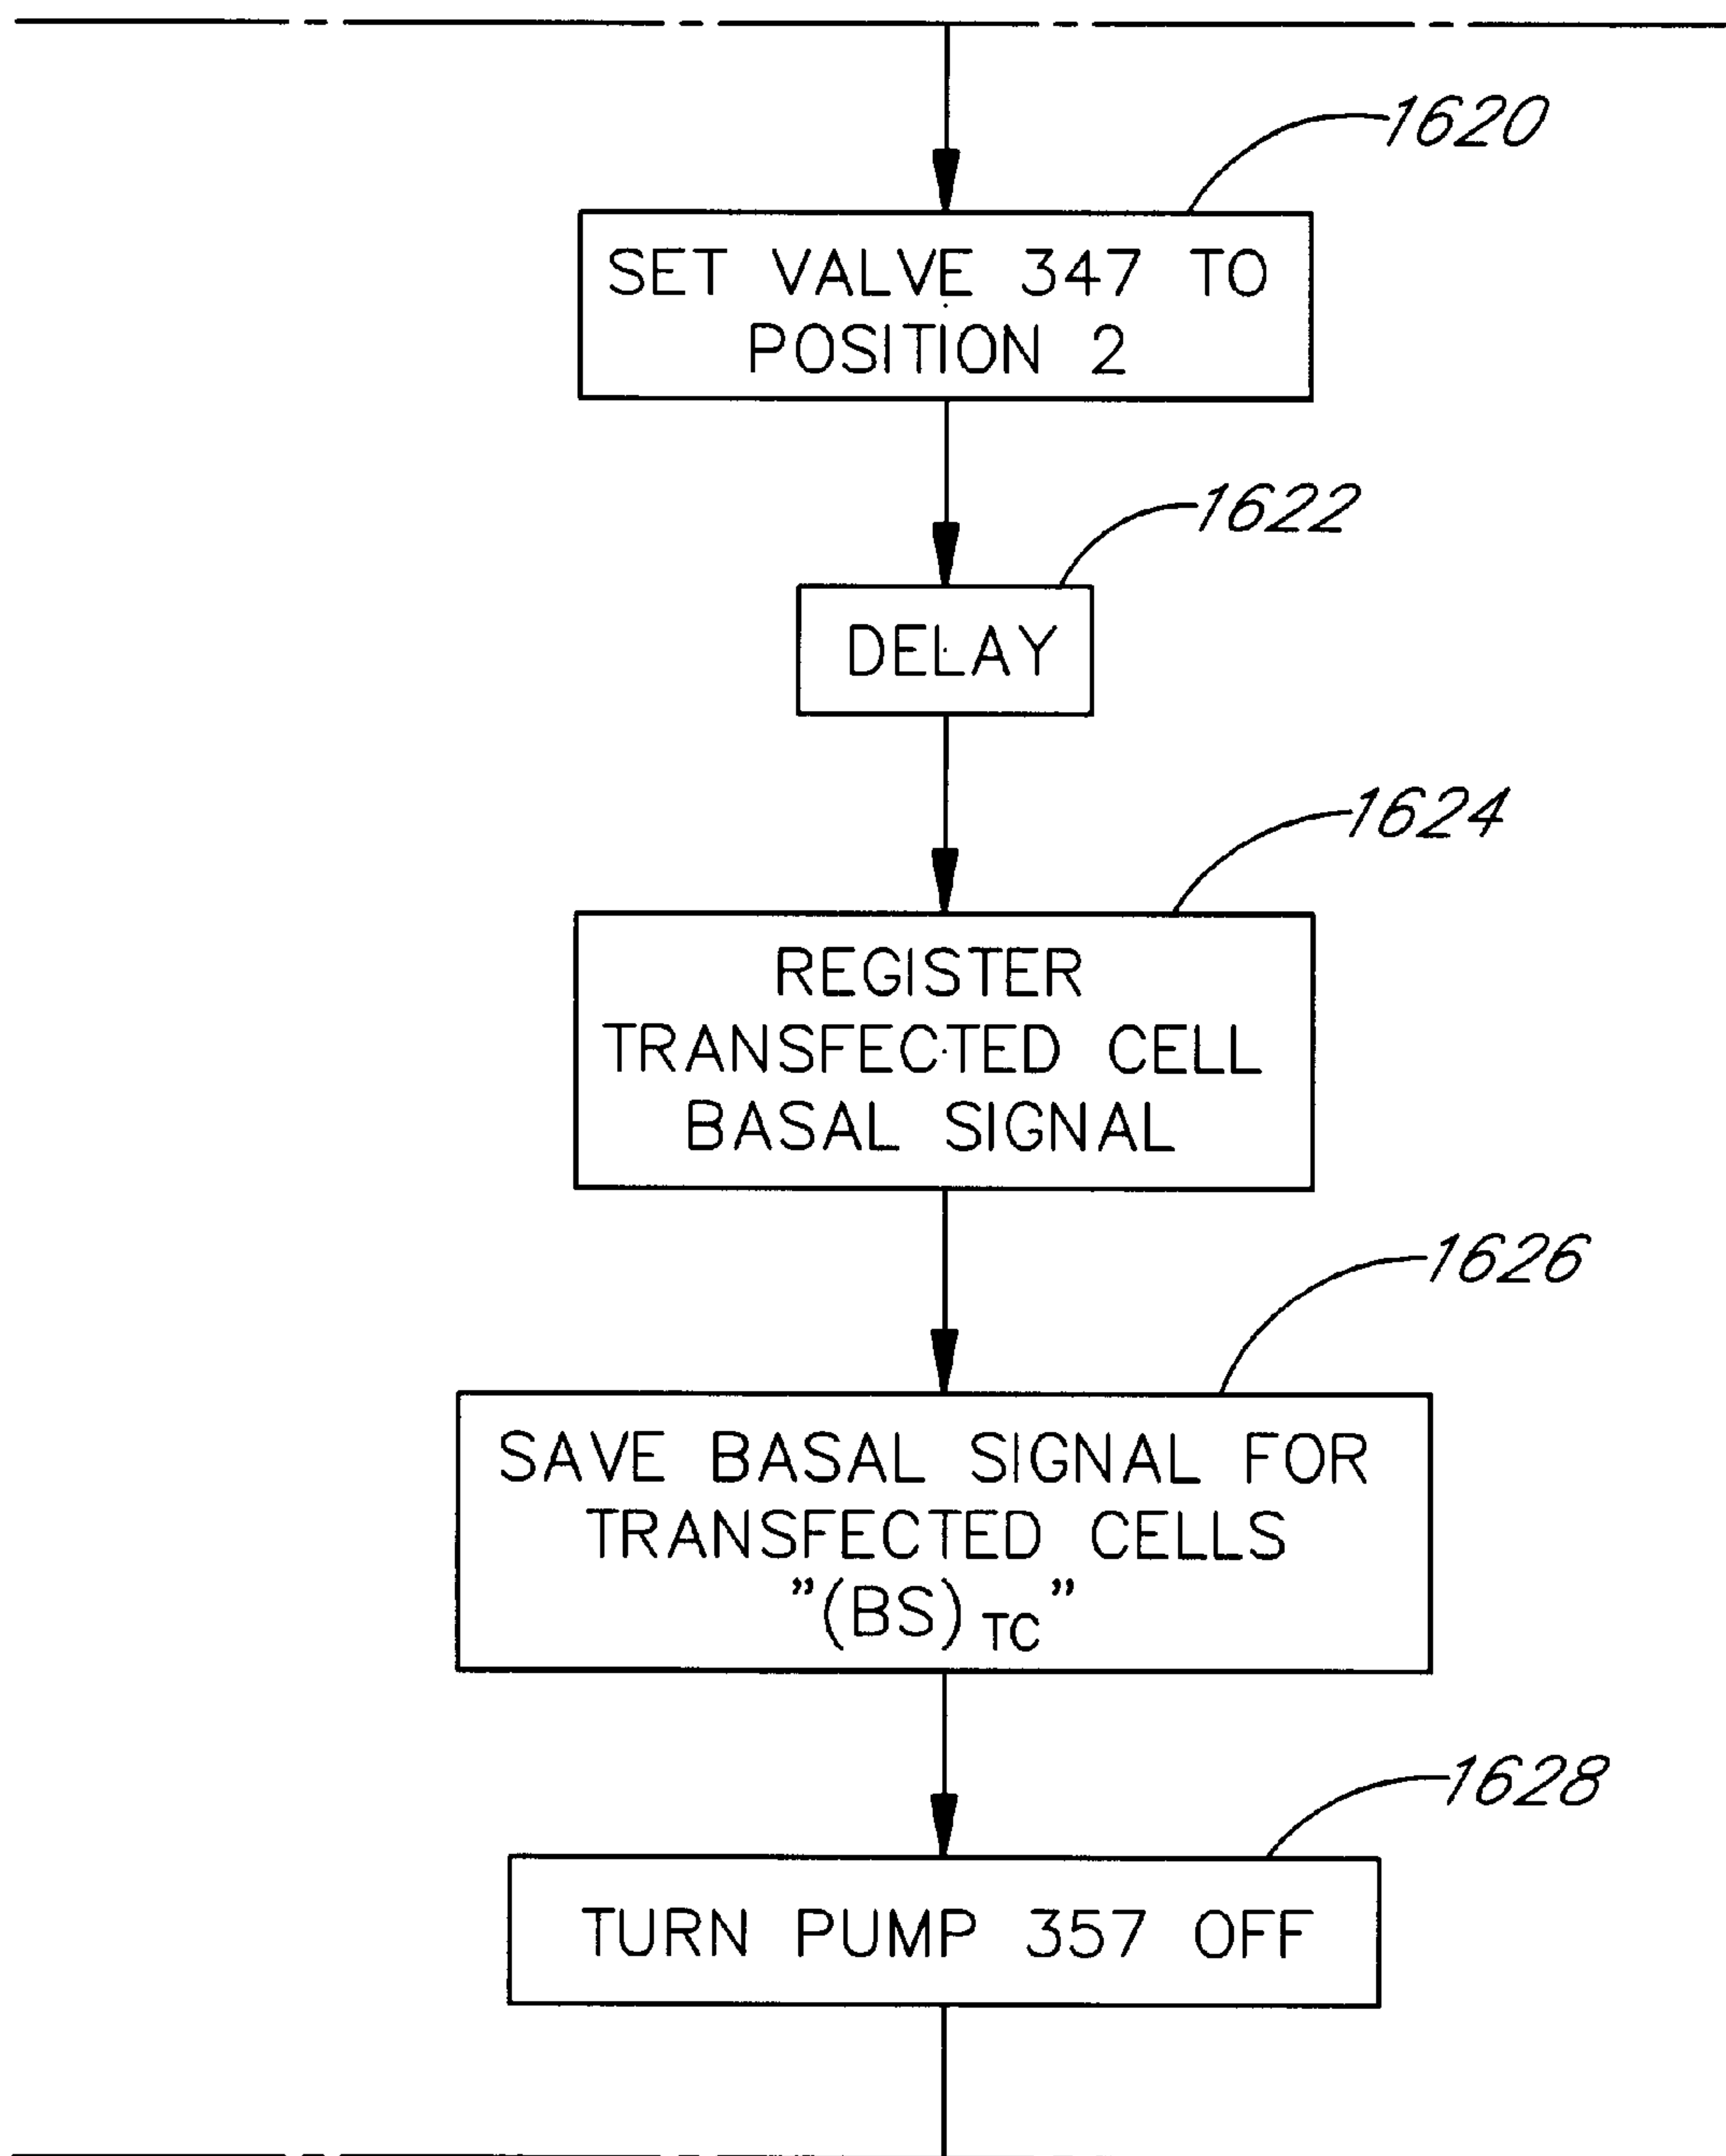 1620
SET VALVE 347 TO
POSITION 2
1622
DELAY
1624
REGISTER
TRANSFECTED CELL
BASAL SIGNAL
1626
SAVE BASAL SIGNAL FOR
TRANSFECTED CELLS
”(BS)TC”
1628
TURN PUMP 357 OFF